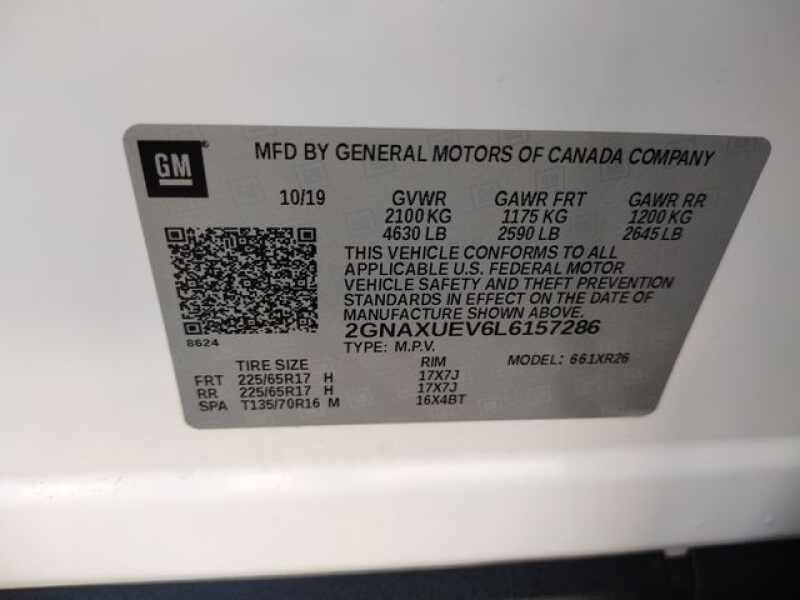 GM
MFD BY GENERAL MOTORS OF CANADA COMPANY
10/19 GVWR GAWR FRT GAWR RR
2100 KG 1175 KG 1200 KG
4630 LB 2590 LB 2645 LB
THIS VEHICLE CONFORMS TO ALL
APPLICABLE U.S. FEDERAL MOTOR
VEHICLE SAFETY AND THEFT PREVENTION
STANDARDS IN EFFECT ON THE DATE OF
MANUFACTURE SHOWN ABOVE.
2GNAXUEV6L6157286
8624
TYPE: M.P.V. MODEL: 661XR26
TIRE SIZE RIM
FRT 225/65R17 H 17X7J
RR 225/65R17 H 17X7J
SPA T135/70R16 M 16X4BT